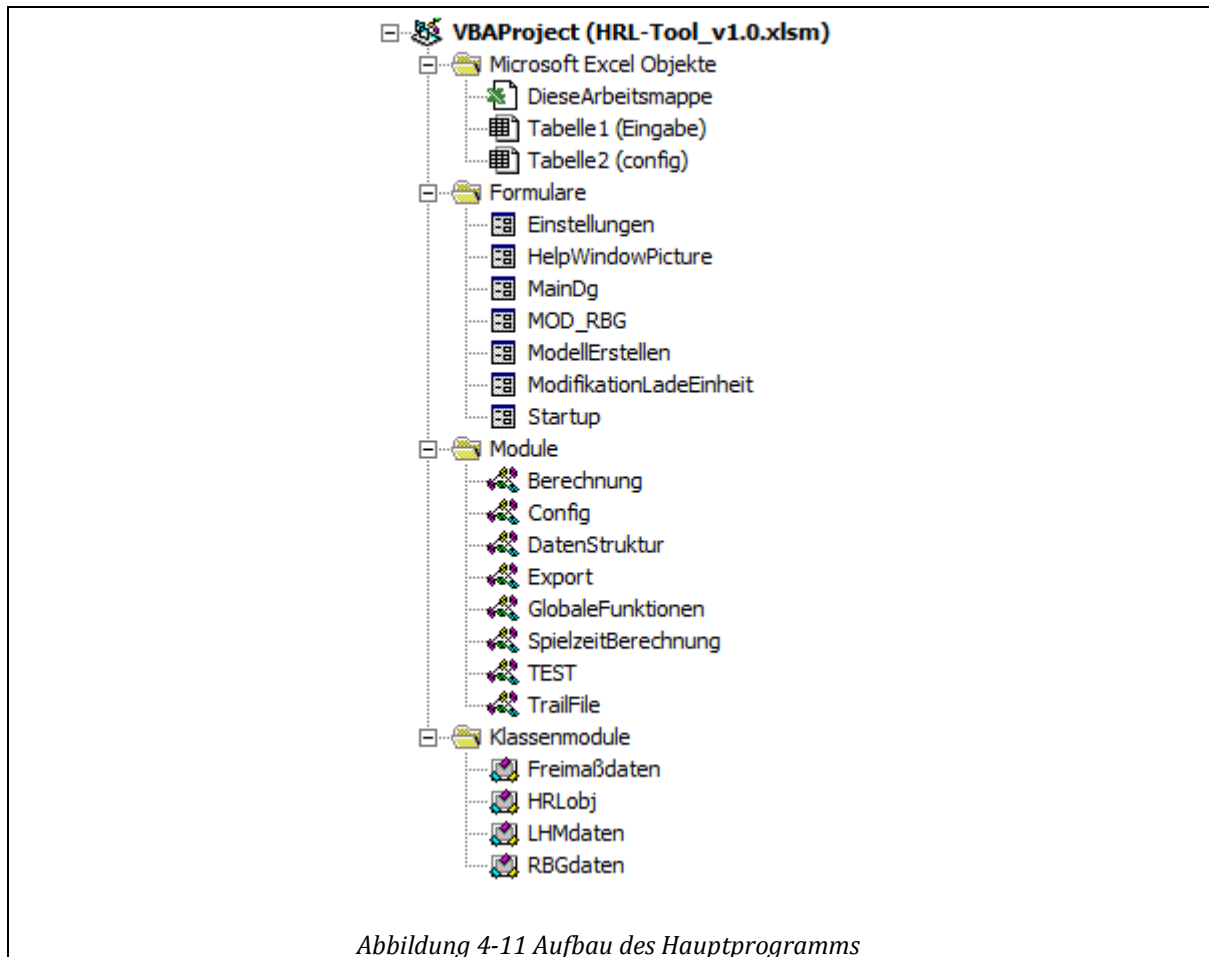 VBAProject (HRL-Tool_v1.0.xlsm)
Microsoft Excel Objekte
DieseArbeitsmappe
Tabelle1 (Eingabe)
Tabelle2 (config)
Formulare
Einstellungen
HelpWindowPicture
MainDg
MOD_RBG
ModellErstellen
ModifikationLadeEinheit
Startup
Module
Berechnung
Config
DatenStruktur
Export
GlobaleFunktionen
SpielzeitBerechnung
TEST
TrailFile
Klassenmodule
Freimaßdaten
HRLobj
LHMdaten
RBGdaten
Abbildung 4-11 Aufbau des Hauptprogramms